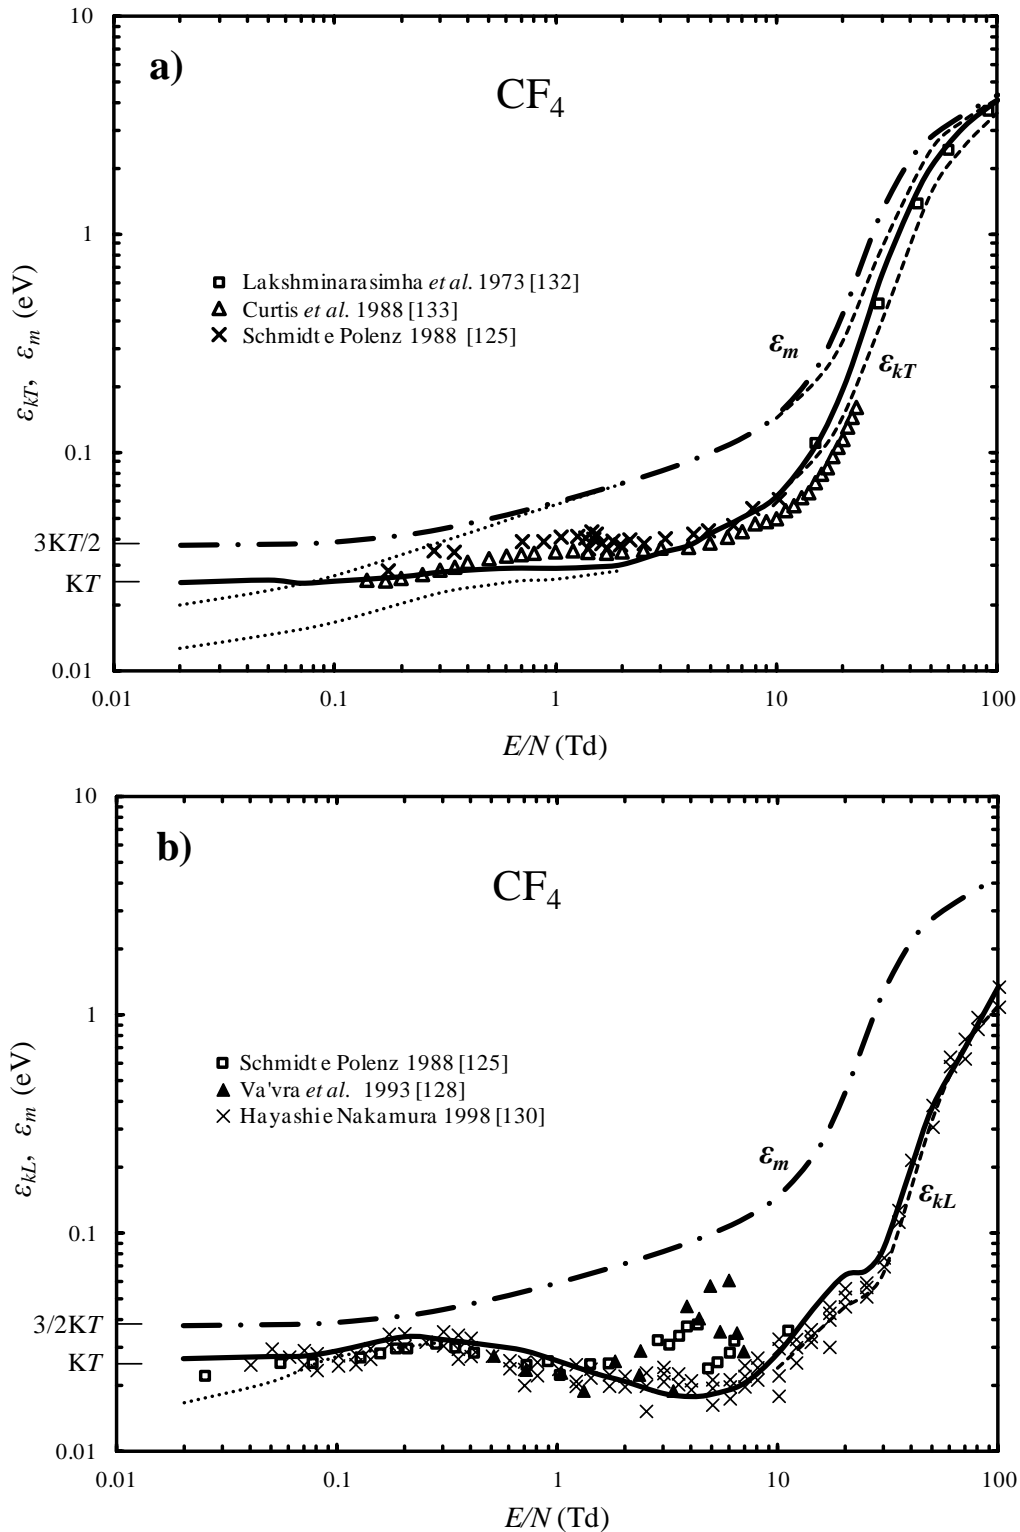 10
a)
CF4
1
εkT, εm (eV)
Lakshminarasimha et al. 1973 [132]
Curtis et al. 1988 [133]
Schmidt e Polenz 1988 [125]
εm
εkT
0.1
3KT/2
KT
0.01
0.01 0.1 1 10 100
E/N (Td)
10
b)
CF4
1
εkL, εm (eV)
Schmidt e Polenz 1988 [125]
Va'vra et al. 1993 [128]
Hayashi e Nakamura 1998 [130]
εm
εkL
0.1
3/2KT
KT
0.01
0.01 0.1 1 10 100
E/N (Td)